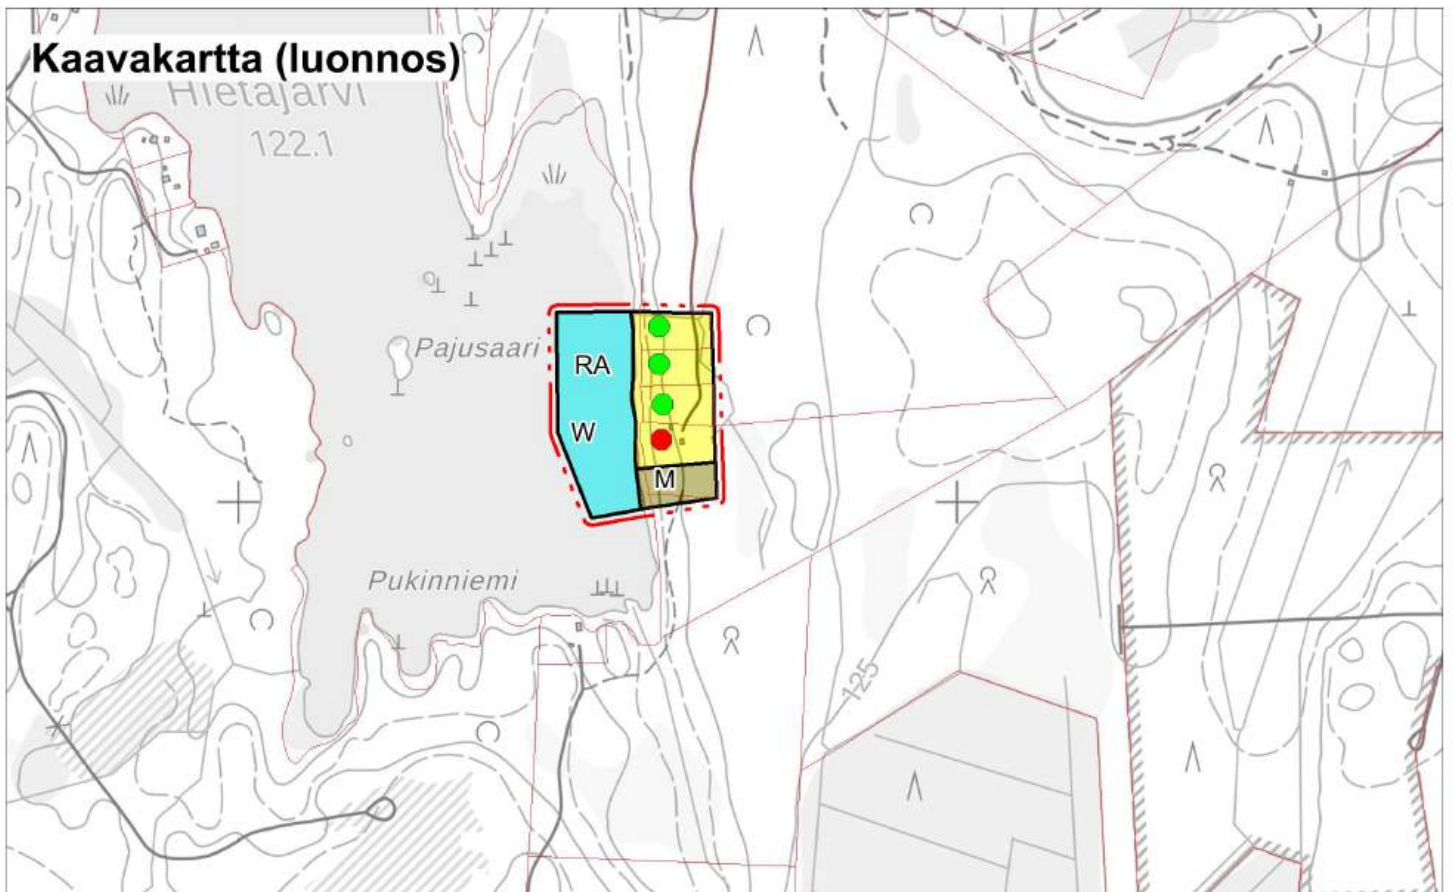 Kaavakartta (luonnos)
Hietajärvi
122.1
Pajusaari
RA
W
M
Pukinniemi
125